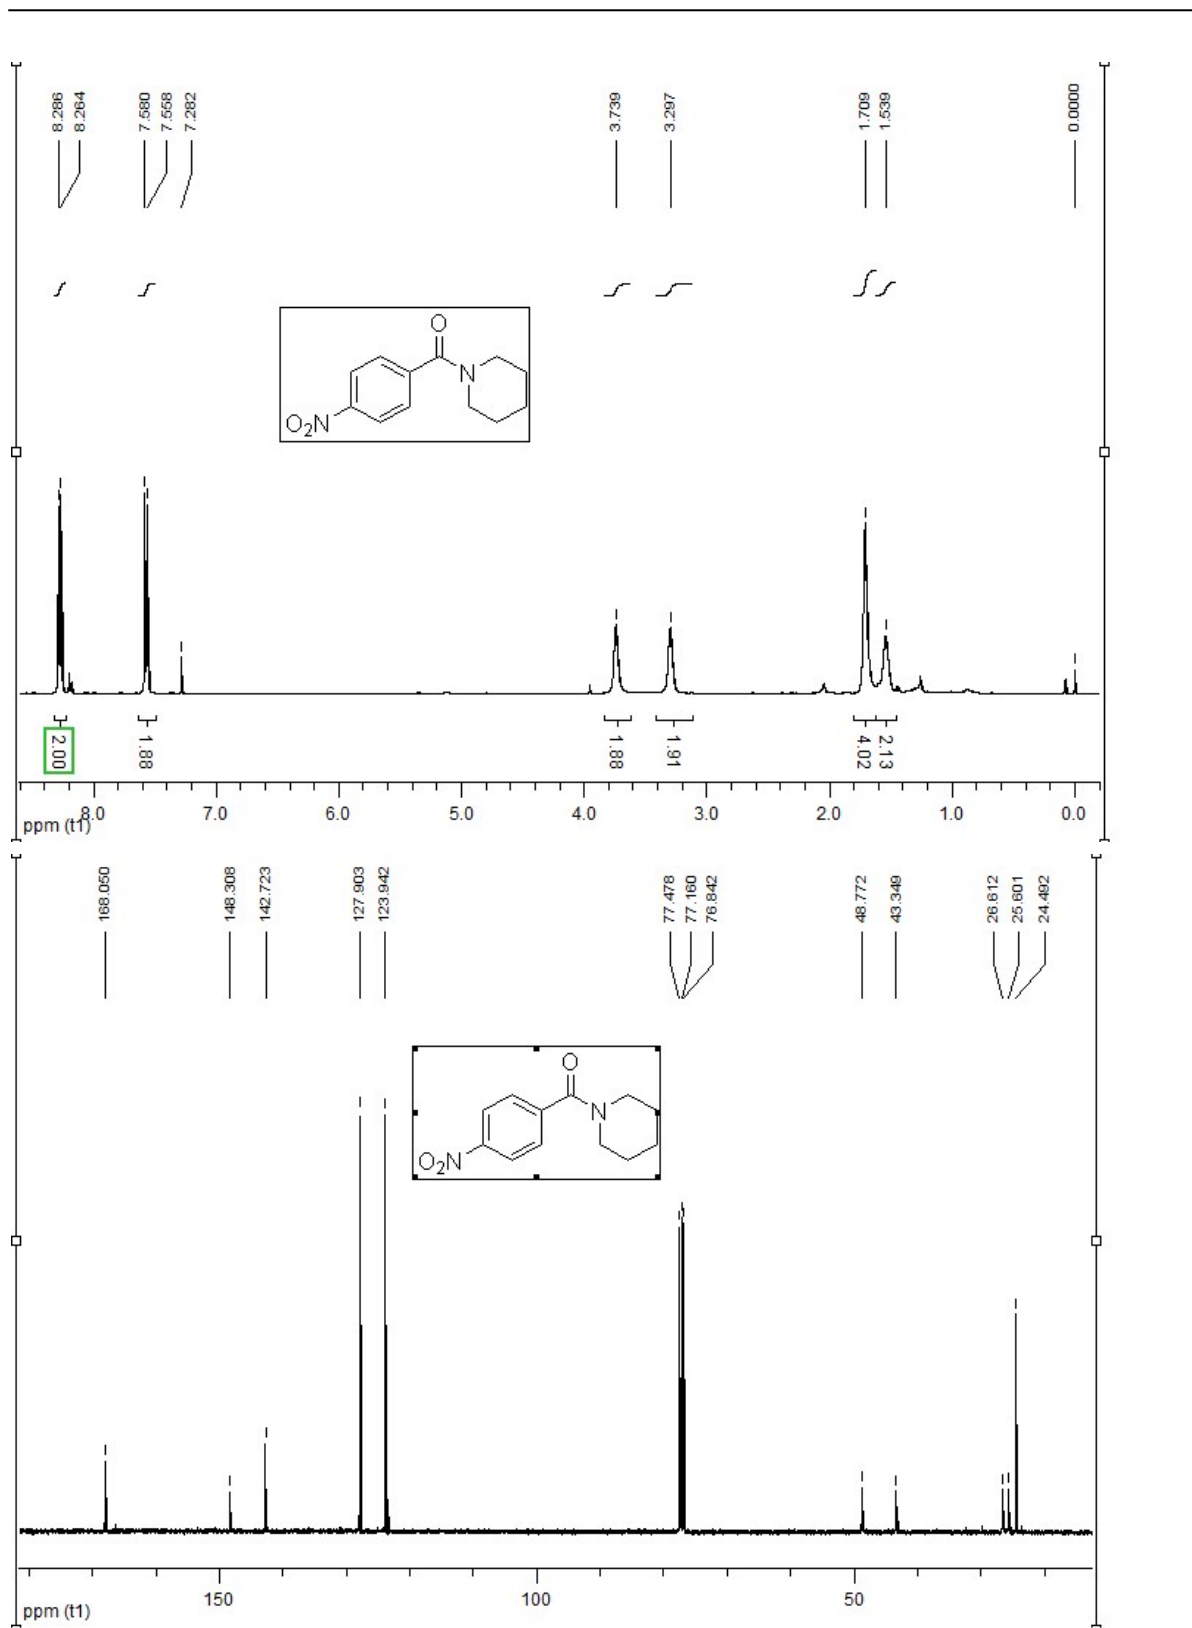 8.286
8.264
7.580
7.558
7.282
3.739
3.297
1.709
1.539
0.0000
O
N
O2N
2.00
1.88
1.88
1.91
4.02
2.13
8.0 7.0 6.0 5.0 4.0 3.0 2.0 1.0 0.0
ppm (t1)
168.050
148.308
142.723
127.903
123.942
77.478
77.160
76.842
48.772
43.349
26.612
25.601
24.492
O
N
O2N
150 100 50
ppm (t1)